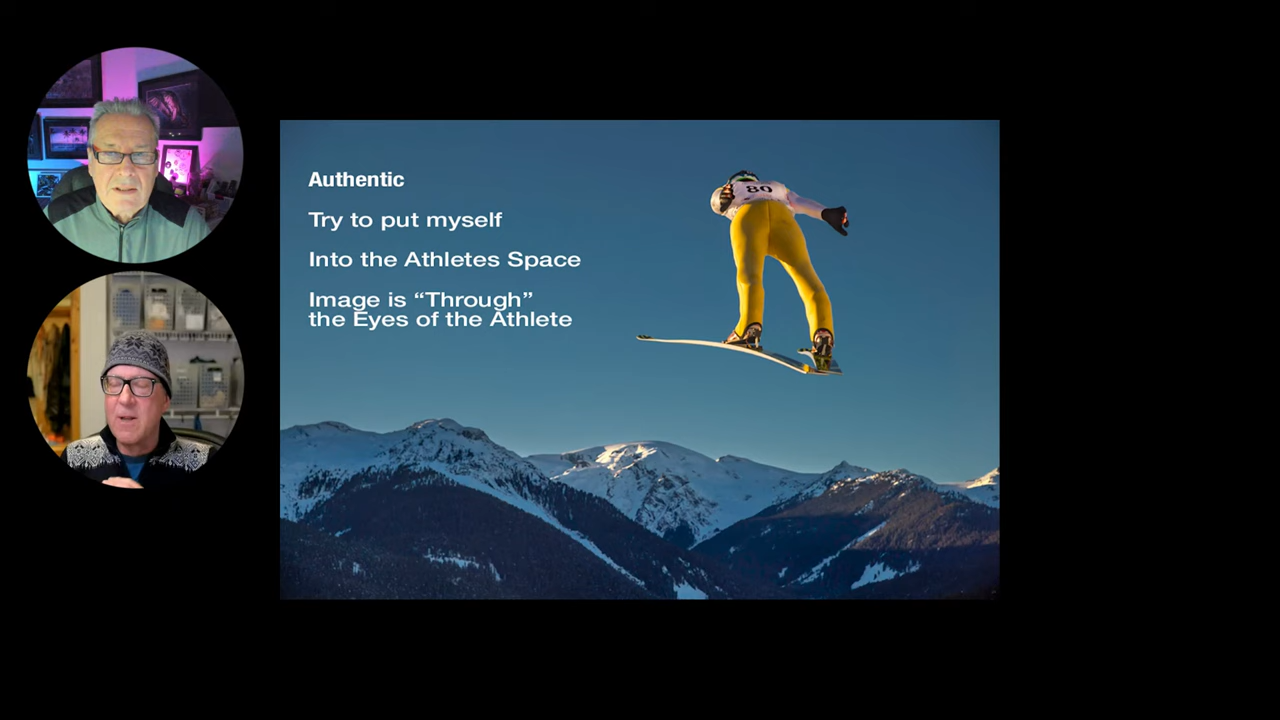 Authentic
Try to put myself
Into the Athletes Space
Image is “Through”
the Eyes of the Athlete
80